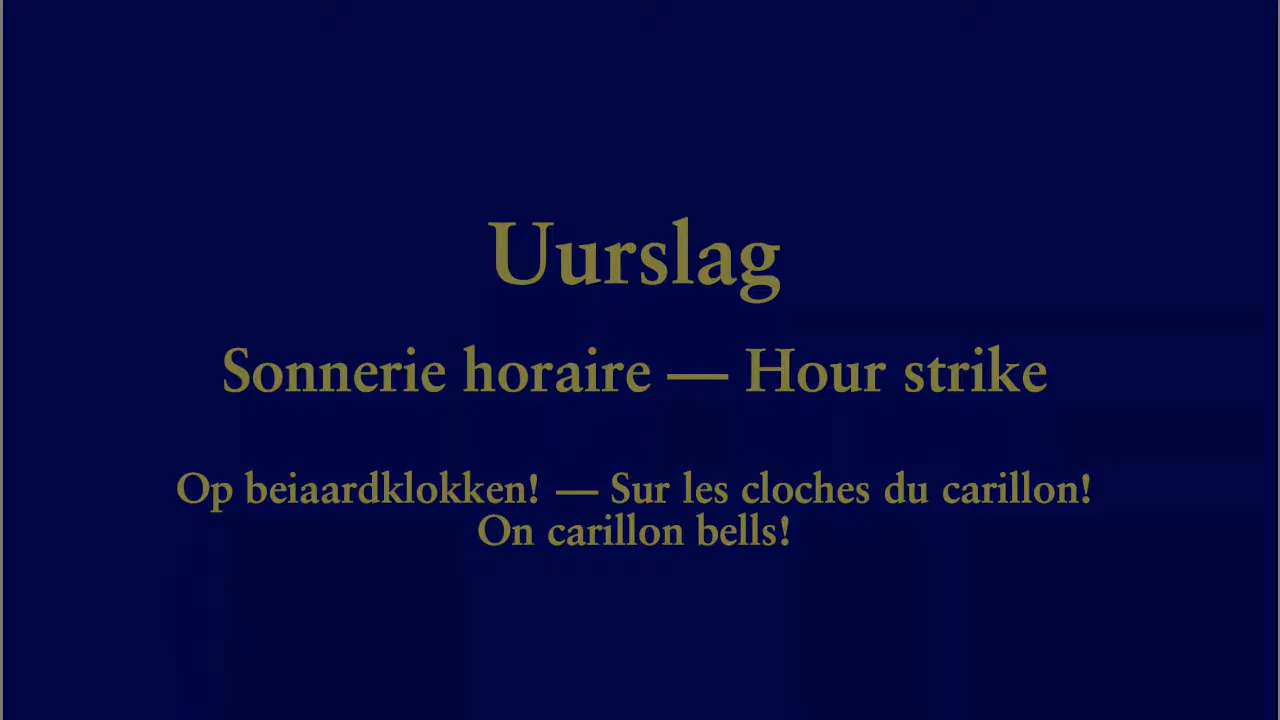 Uurslag
Sonnerie horaire — Hour strike
Op beiaardklokken! — Sur les cloches du carillon!
On carillon bells!